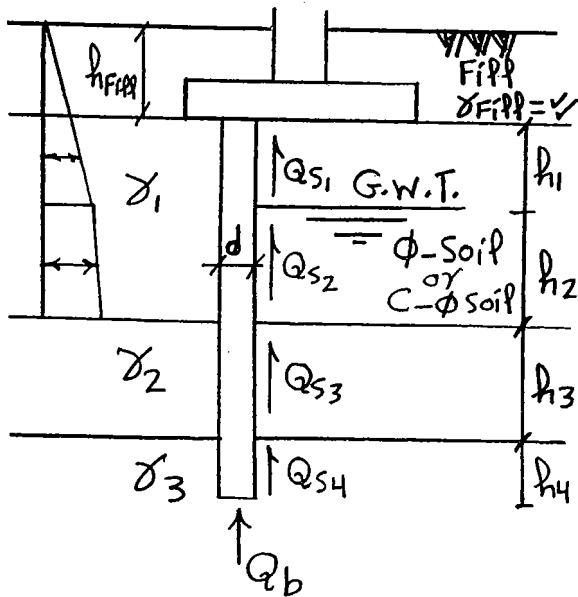 hFill
Fill
γFill = ✓✓
Qs1
h1
G.W.T.
γ1
d
Qs2
Φ-Soil
or
C-Φ Soil
h2
γ2
Qs3
h3
γ3
Qs4
h4
Qb